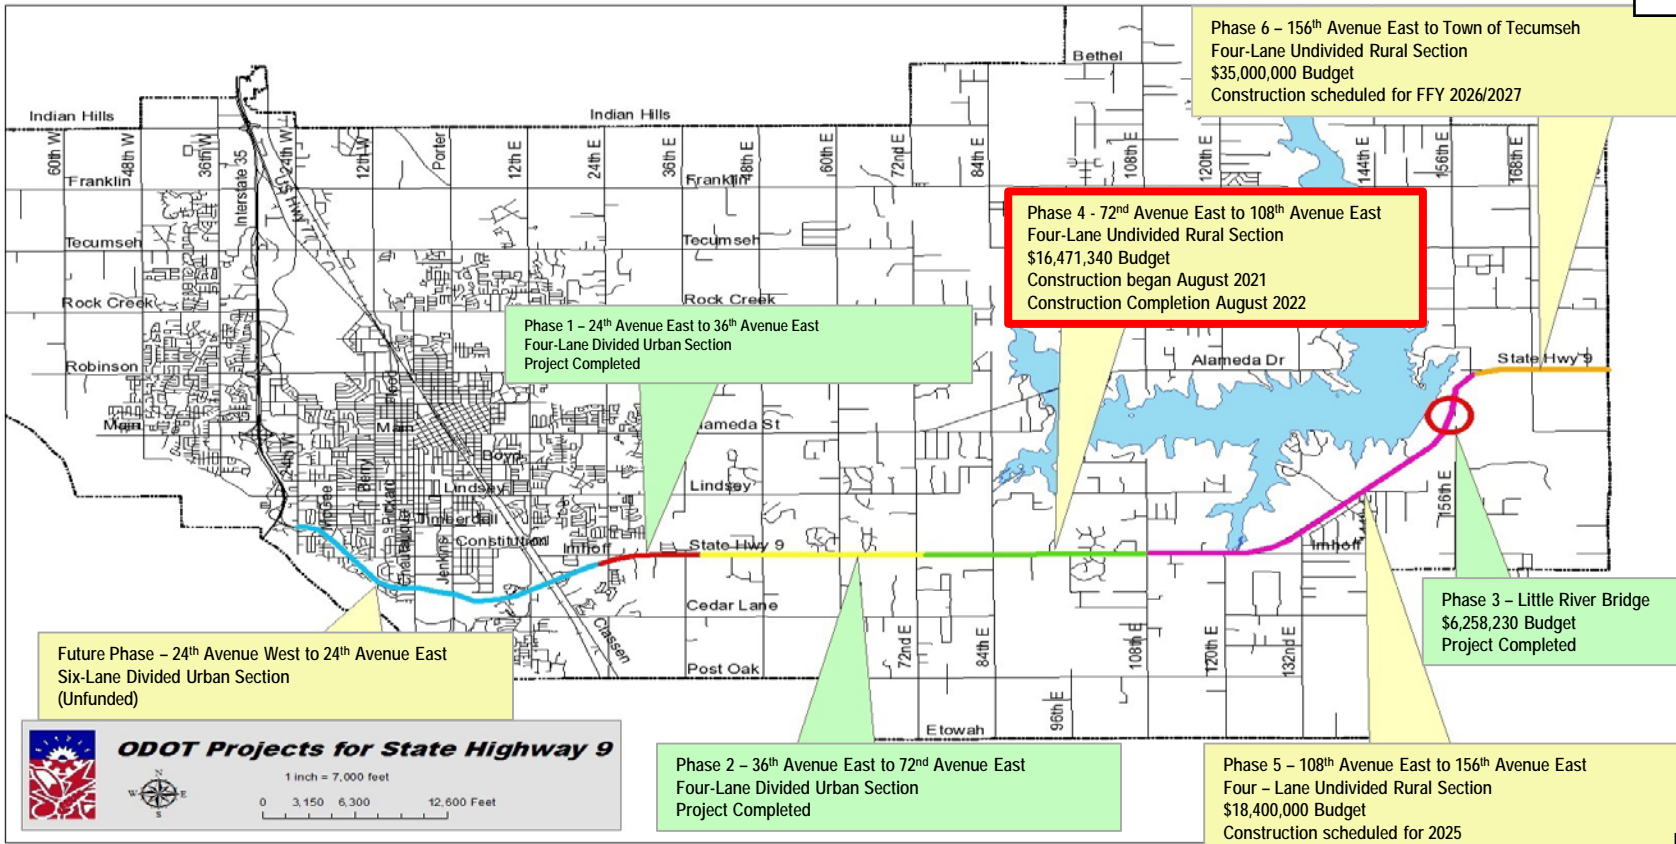 Phase 6 – 156th Avenue East to Town of Tecumseh
Four-Lane Undivided Rural Section
$35,000,000 Budget
Construction scheduled for FFY 2026/2027
Bethel
Indian Hills
Indian Hills
60th W
48th W
36th W
Interstate 35
24th W
US Hwy 77
12th W
Porter
12th E
24th E
36th E
48th E
60th E
72nd E
84th E
108th E
120th E
144th E
156th E
168th E
Franklin
Franklin
Phase 4 - 72nd Avenue East to 108th Avenue East
Four-Lane Undivided Rural Section
$16,471,340 Budget
Construction began August 2021
Construction Completion August 2022
Tecumseh
Tecumseh
Rock Creek
Rock Creek
Phase 1 – 24th Avenue East to 36th Avenue East
Four-Lane Divided Urban Section
Project Completed
Robinson
Alameda Dr
State Hwy 9
Flood
Main
Main
Alameda St
24th W
Boyd
Berry
Lindsey
Lindsey
Pickard
Chautauqua
Timberdell
Jenkins
Constitution
Imhoff
State Hwy 9
156th E
Imhoff
Cedar Lane
Classen
Post Oak
72nd E
84th E
96th E
108th E
120th E
132nd E
Etowah
Phase 3 – Little River Bridge
$6,258,230 Budget
Project Completed
Future Phase – 24th Avenue West to 24th Avenue East
Six-Lane Divided Urban Section
(Unfunded)
ODOT Projects for State Highway 9
N
W
E
S
1 inch = 7,000 feet
0 3,150 6,300 12,600 Feet
Phase 2 – 36th Avenue East to 72nd Avenue East
Four-Lane Divided Urban Section
Project Completed
Phase 5 – 108th Avenue East to 156th Avenue East
Four – Lane Undivided Rural Section
$18,400,000 Budget
Construction scheduled for 2025